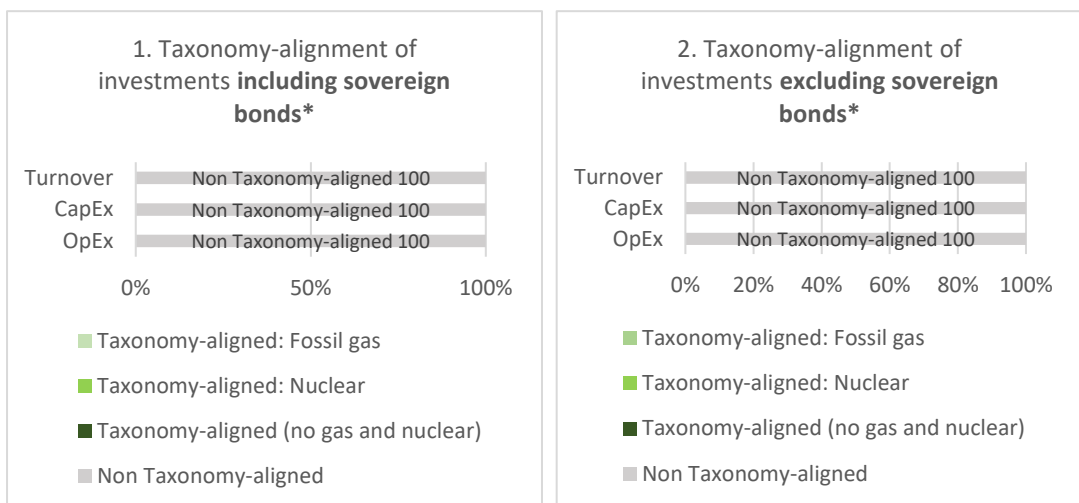 1. Taxonomy-alignment of
investments including sovereign
bonds*
Turnover
Non Taxonomy-aligned 100
CapEx
Non Taxonomy-aligned 100
OpEx
Non Taxonomy-aligned 100
0%
50%
100%
Taxonomy-aligned: Fossil gas
Taxonomy-aligned: Nuclear
Taxonomy-aligned (no gas and nuclear)
Non Taxonomy-aligned
2. Taxonomy-alignment of
investments excluding sovereign
bonds*
Turnover
Non Taxonomy-aligned 100
CapEx
Non Taxonomy-aligned 100
OpEx
Non Taxonomy-aligned 100
0%
20%
40%
60%
80%
100%
Taxonomy-aligned: Fossil gas
Taxonomy-aligned: Nuclear
Taxonomy-aligned (no gas and nuclear)
Non Taxonomy-aligned